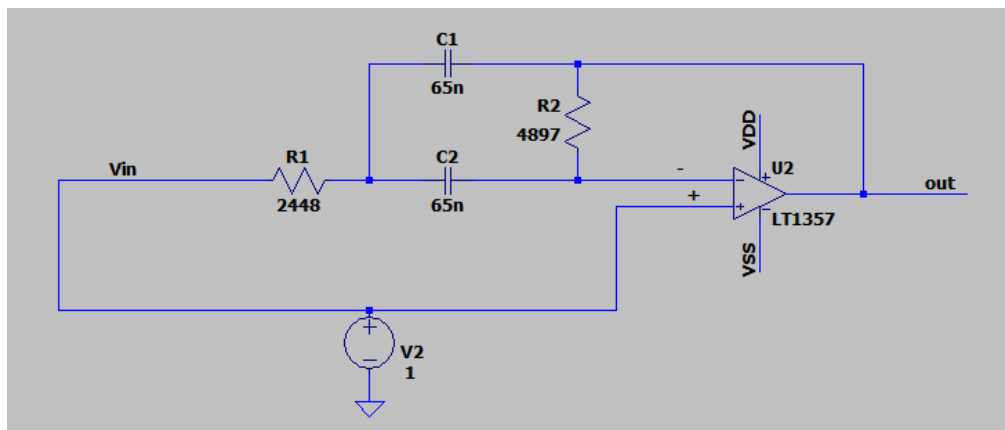 C1
65n
R2
4897
VDD
Vin
R1
2448
C2
65n
-
U2
+
out
LT1357
VSS
V2
1